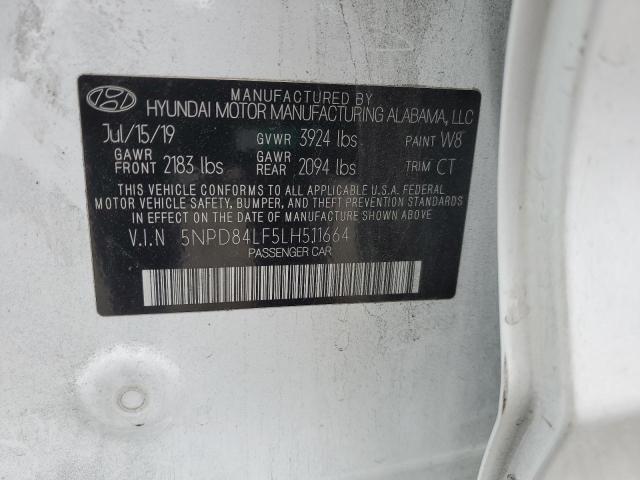 MANUFACTURED BY
HYUNDAI MOTOR MANUFACTURING ALABAMA, LLC
Jul/15/19 GVWR 3924 lbs PAINT W8
GAWR FRONT 2183 lbs GAWR REAR 2094 lbs TRIM CT
THIS VEHICLE CONFORMS TO ALL APPLICABLE U.S.A. FEDERAL
MOTOR VEHICLE SAFETY, BUMPER, AND THEFT PREVENTION
STANDARDS IN EFFECT ON THE DATE OF MANUFACTURE SHOWN ABOVE.
V.I.N 5NPD84LF5LH511664
PASSENGER CAR